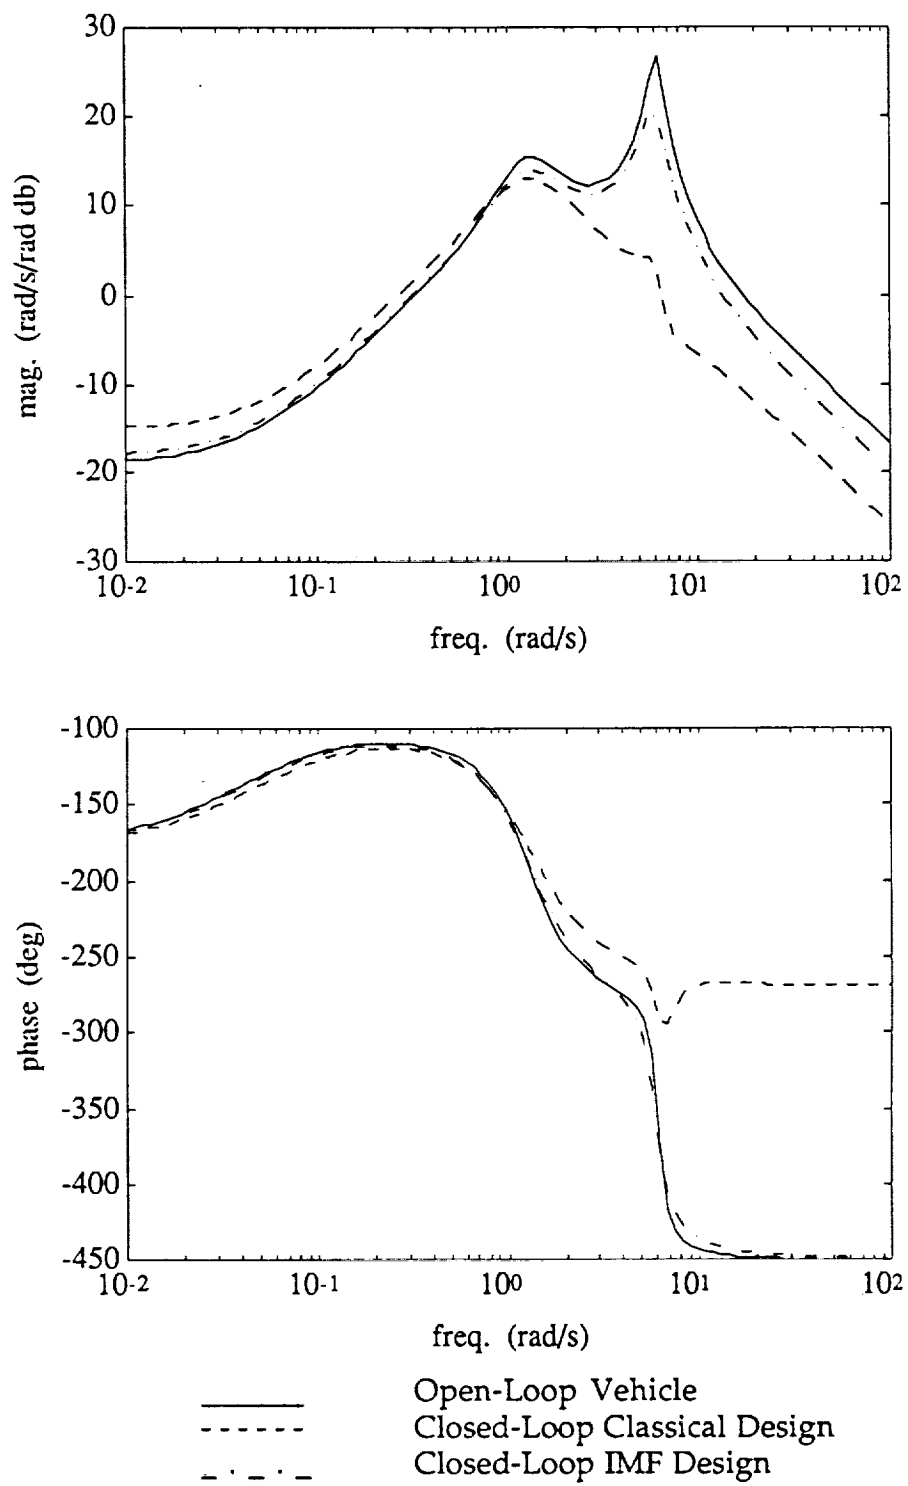 30
20
10
0
-10
-20
-30
mag. (rad/s/rad db)
10-2 10-1 100 101 102
freq. (rad/s)
-100
-150
-200
-250
-300
-350
-400
-450
phase (deg)
10-2 10-1 100 101 102
freq. (rad/s)
Open-Loop Vehicle
Closed-Loop Classical Design
Closed-Loop IMF Design